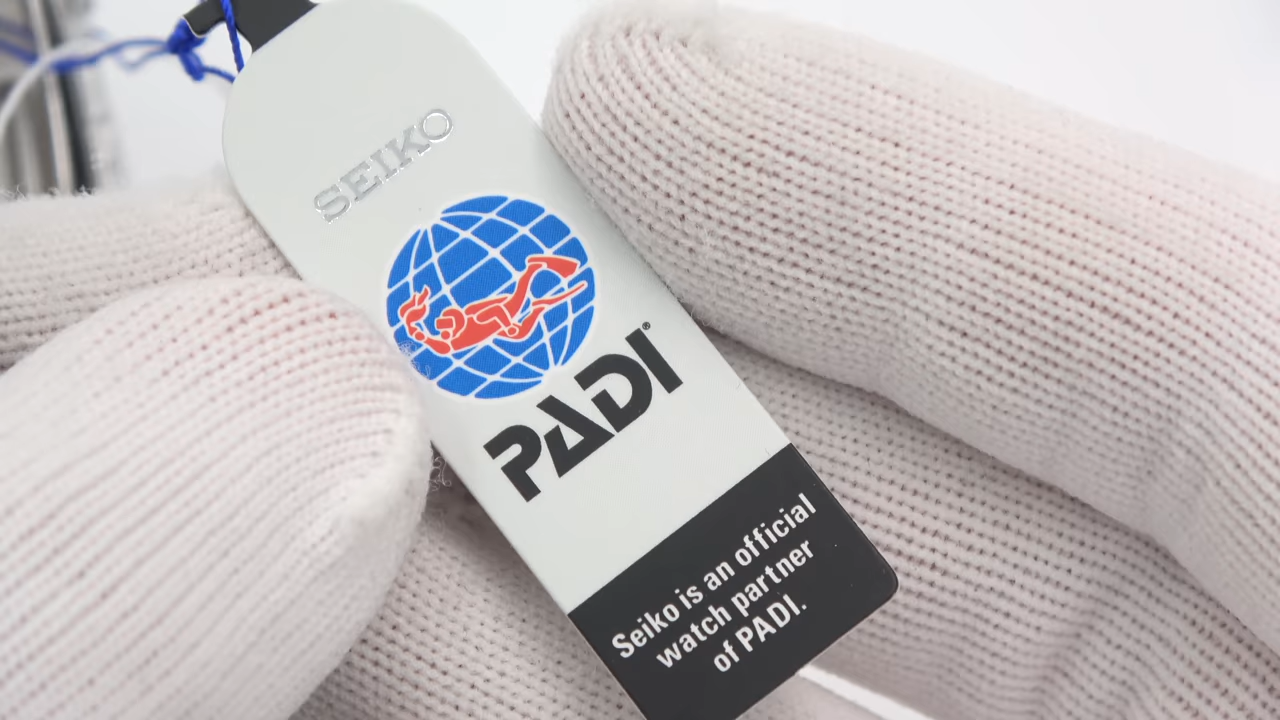 SEIKO
PADI®
Seiko is an official
watch partner
of PADI.